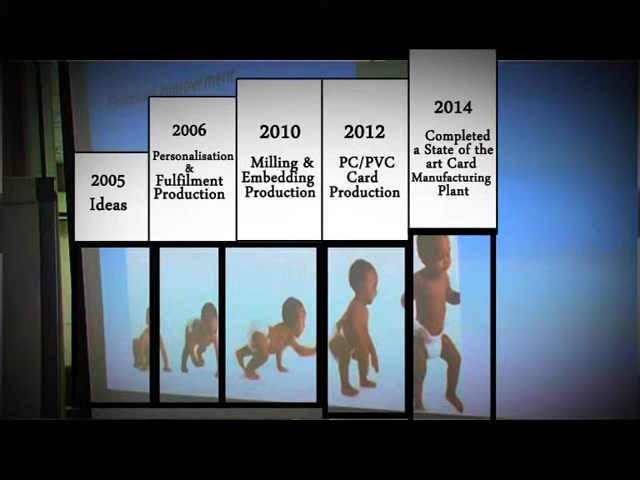 2005
Ideas
2006
Personalisation
&
Fulfilment
Production
2010
Milling &
Embedding
Production
2012
PC/PVC
Card
Production
2014
Completed
a State of the
art Card
Manufacturing
Plant